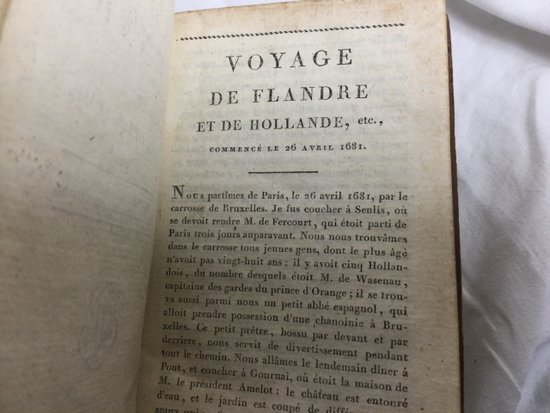 VOYAGE
DE FLANDRE
ET DE HOLLANDE, etc.,
COMMENCÉ LE 26 AVRIL 1681.
Nous partîmes de Paris, le 26 avril 1681, par le
carrosse de Bruxelles. Je fus coucher à Senlis, où
se devoit rendre M. de Fercourt, qui étoit parti de
Paris trois jours auparavant. Nous nous trouvâmes
dans le carrosse tous jeunes gens, dont le plus âgé
n'avoit pas vingt-huit ans; il y avoit cinq Hollan-
dois, du nombre desquels étoit M. de Wasenau,
capitaine des gardes du prince d'Orange; il se trou-
va aussi parmi nous un petit abbé espagnol, qui
alloit prendre possession d'une chanoinie à Bru-
xelles. Ce petit prêtre, bossu par devant et par
derrière, nous servit de divertissement pendant
tout le chemin. Nous allâmes le lendemain dîner à
Pont, et coucher à Gournai, où étoit la maison de
M. le président Amelot: le château est entouré
d'eau, et le jardin est coupé de